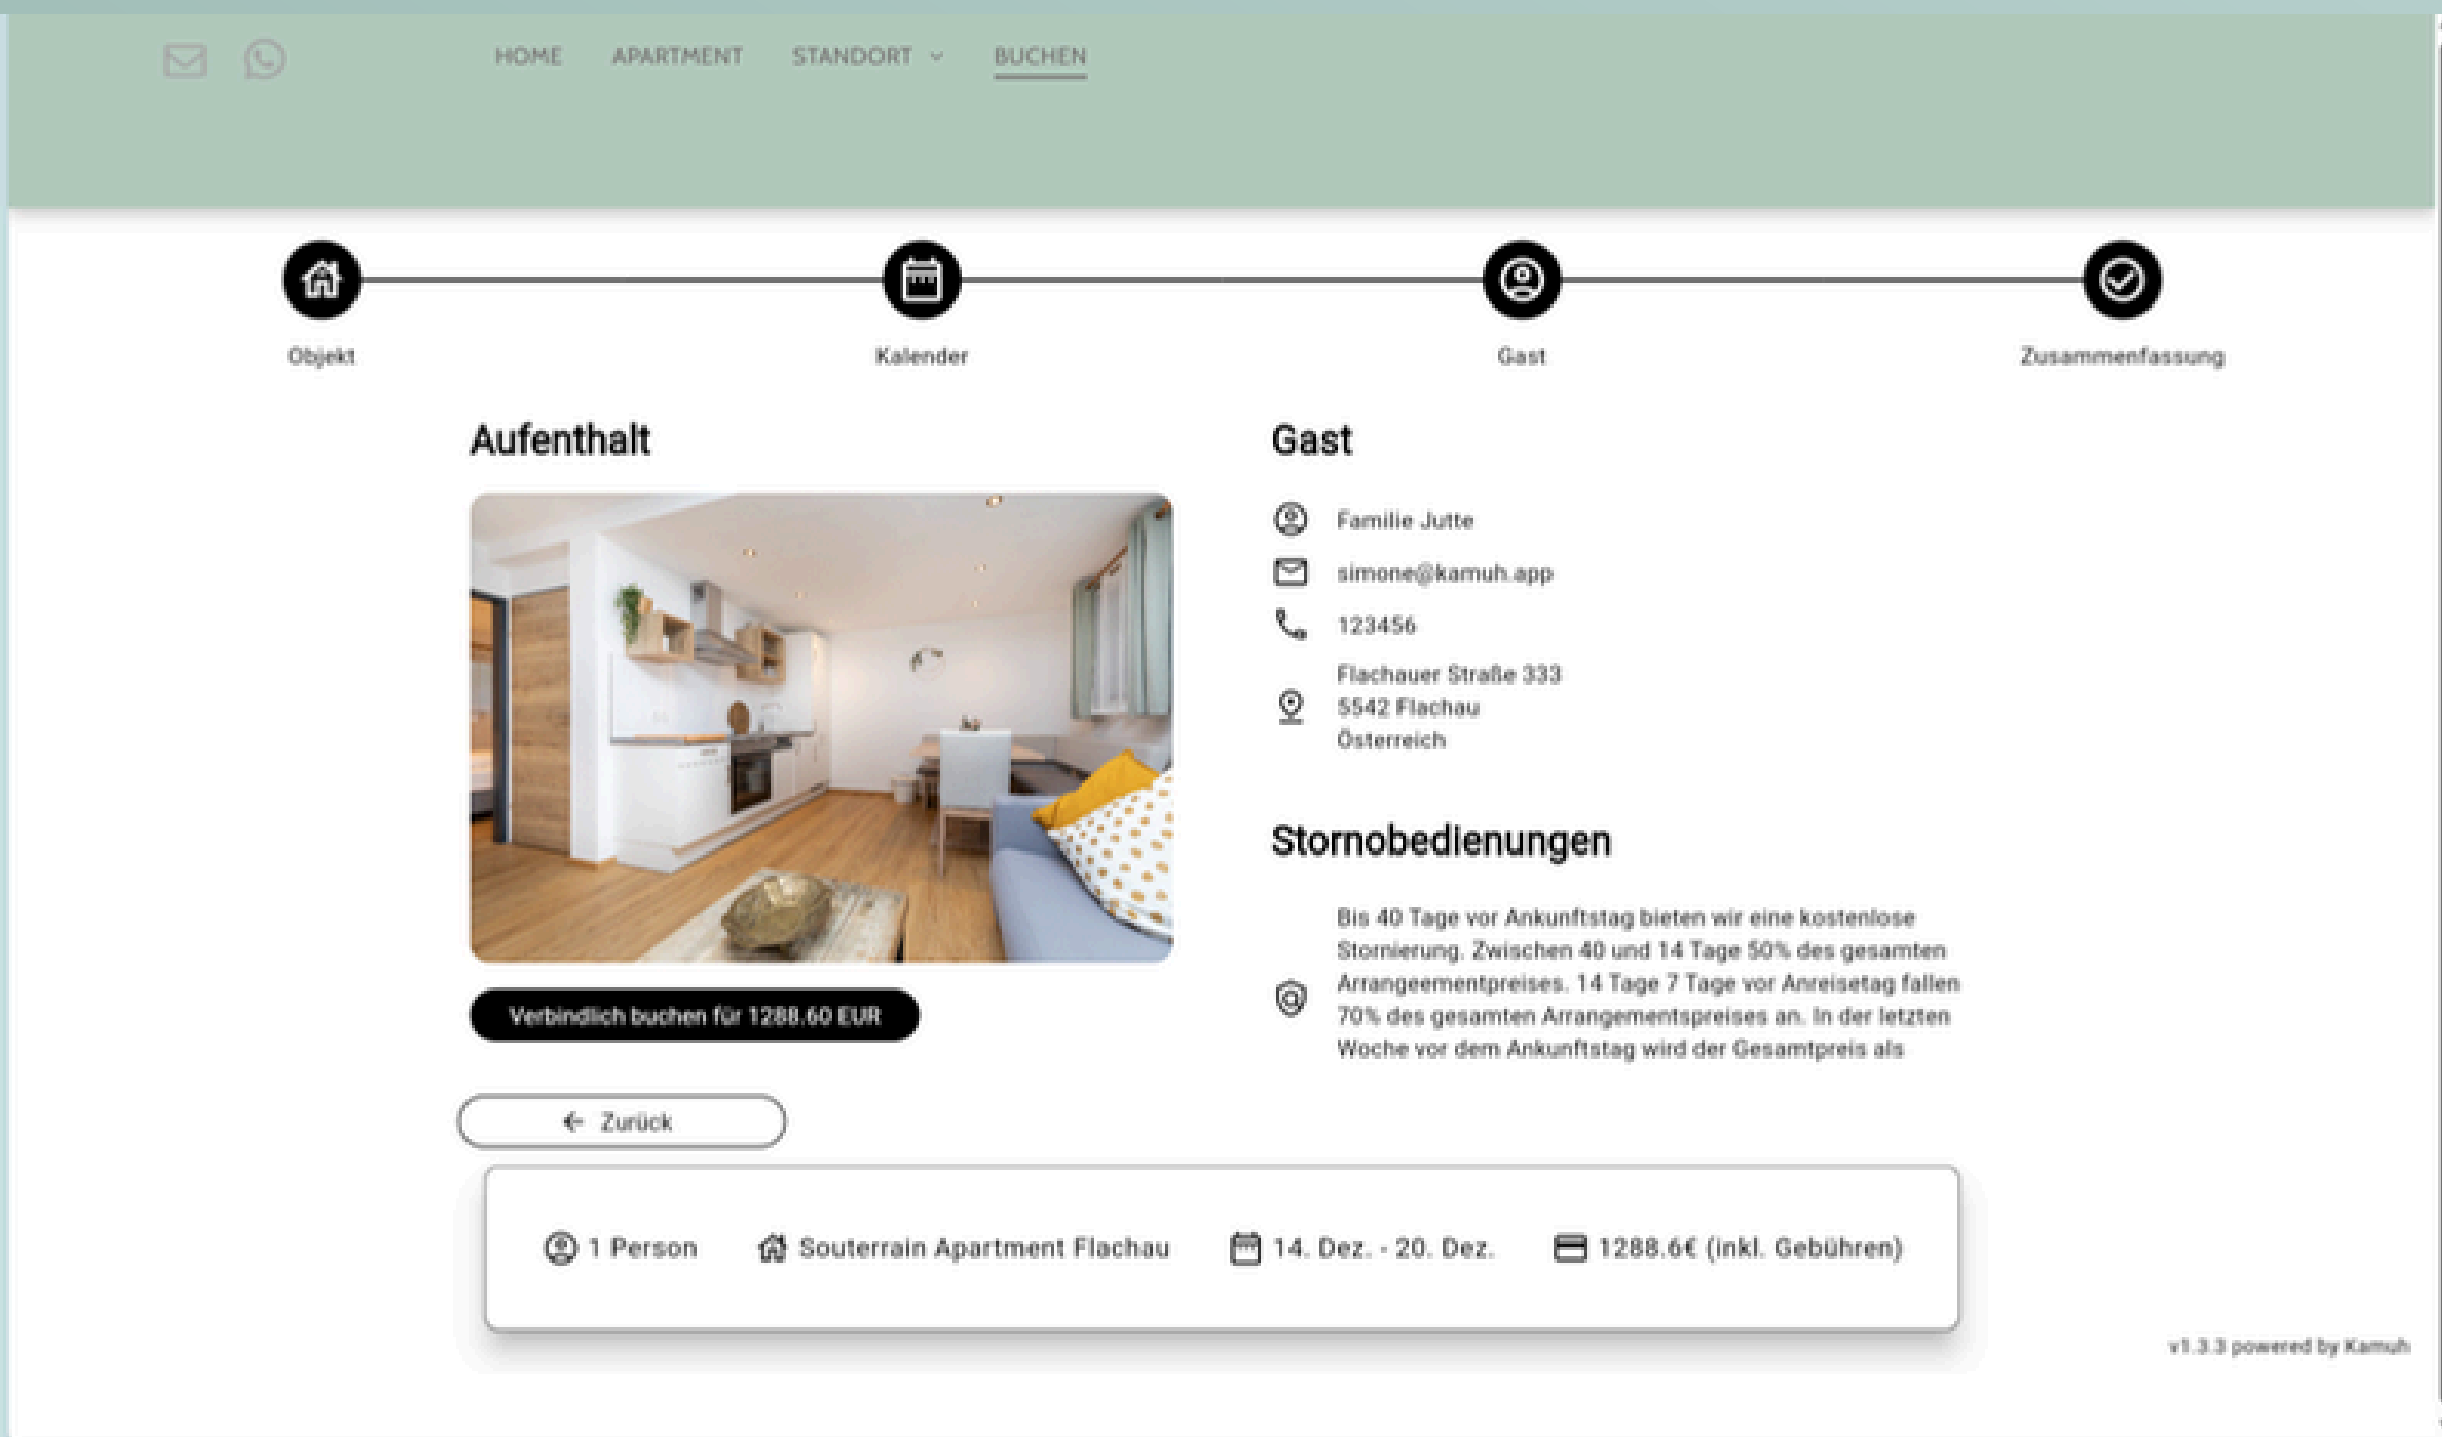 HOME APARTMENT STANDORT BUCHEN
Objekt Kalender Gast Zusammenfassung
Aufenthalt
Verbindlich buchen für 1288.60 EUR
Gast
Familie Jutte
simone@kamuh.app
123456
Flachauer Straße 333
5542 Flachau
Österreich
Stornobedienungen
Bis 40 Tage vor Ankunftstag bieten wir eine kostenlose
Stornierung. Zwischen 40 und 14 Tage 50% des gesamten
Arrangeementpreises. 14 Tage 7 Tage vor Anreisetag fallen
70% des gesamten Arrangementspreises an. In der letzten
Woche vor dem Ankunftstag wird der Gesamtpreis als
← Zurück
1 Person Souterrain Apartment Flachau 14. Dez. - 20. Dez. 1288.6€ (inkl. Gebühren)
v1.3.3 powered by Kamuh